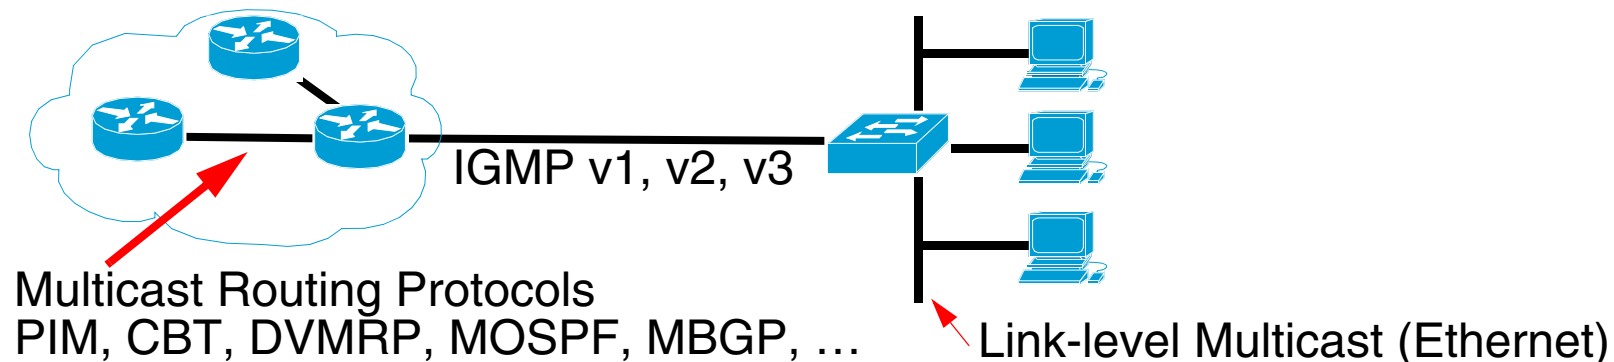 IGMP v1, v2, v3
Multicast Routing Protocols
PIM, CBT, DVMRP, MOSPF, MBGP, …
Link-level Multicast (Ethernet)